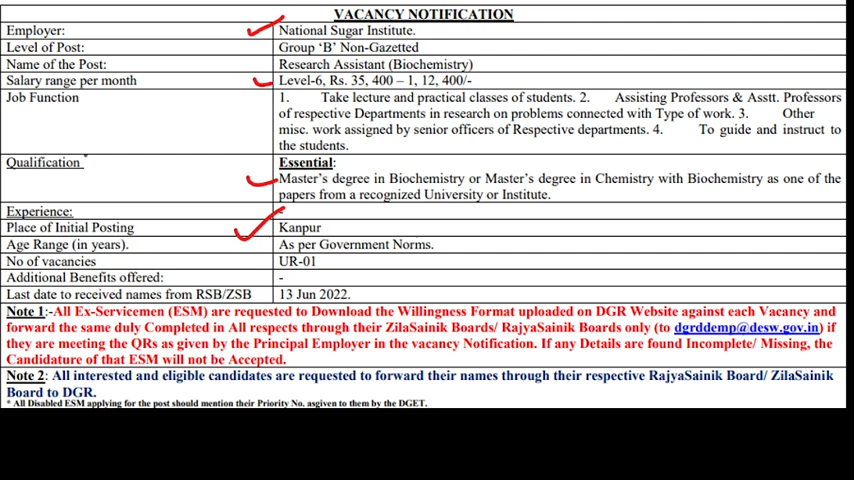 VACANCY NOTIFICATION
Employer: National Sugar Institute.
Level of Post: Group ‘B’ Non-Gazetted
Name of the Post: Research Assistant (Biochemistry)
Salary range per month Level-6, Rs. 35, 400 – 1, 12, 400/-
Job Function 1. Take lecture and practical classes of students. 2. Assisting Professors & Asstt. Professors
of respective Departments in research on problems connected with Type of work. 3. Other
misc. work assigned by senior officers of Respective departments. 4. To guide and instruct to
the students.
Qualification Essential:
Master’s degree in Biochemistry or Master’s degree in Chemistry with Biochemistry as one of the
papers from a recognized University or Institute.
Experience: -
Place of Initial Posting Kanpur
Age Range (in years). As per Government Norms.
No of vacancies UR-01
Additional Benefits offered: -
Last date to received names from RSB/ZSB 13 Jun 2022.
Note 1:-All Ex-Servicemen (ESM) are requested to Download the Willingness Format uploaded on DGR Website against each Vacancy and
forward the same duly Completed in All respects through their ZilaSainik Boards/ RajyaSainik Boards only (to dgrddemp@desw.gov.in) if
they are meeting the QRs as given by the Principal Employer in the vacancy Notification. If any Details are found Incomplete/ Missing, the
Candidature of that ESM will not be Accepted.
Note 2: All interested and eligible candidates are requested to forward their names through their respective RajyaSainik Board/ ZilaSainik
Board to DGR.
* All Disabled ESM applying for the post should mention their Priority No. asgiven to them by the DGET.